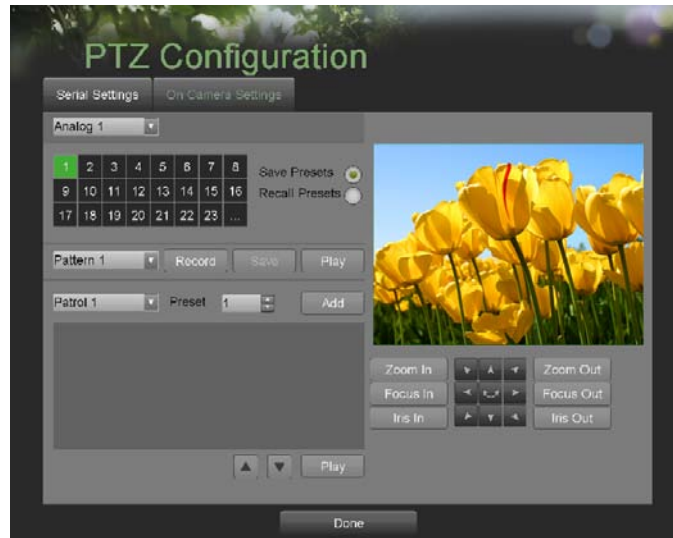 PTZ Configuration
Serial Settings On Camera Settings
Analog 1
1 2 3 4 5 6 7 8
9 10 11 12 13 14 15 16
17 18 19 20 21 22 23 ...
Save Presets
Recall Presets
Pattern 1 Record Save Play
Patrol 1 Preset 1 Add
Play
Zoom In Zoom Out
Focus In Focus Out
Iris In Iris Out
Done